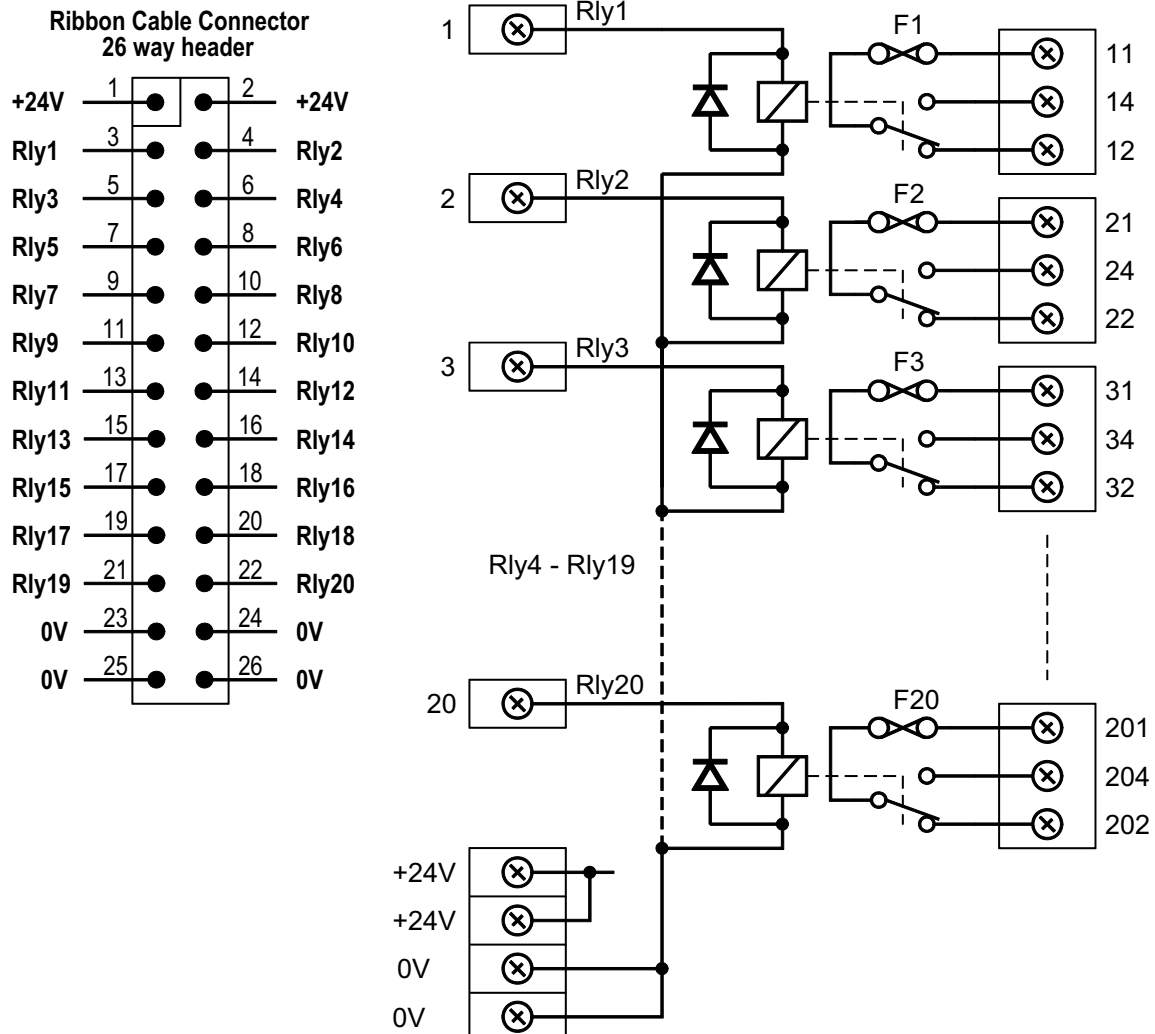 Ribbon Cable Connector
26 way header
+24V 1 2 +24V
Rly1 3 4 Rly2
Rly3 5 6 Rly4
Rly5 7 8 Rly6
Rly7 9 10 Rly8
Rly9 11 12 Rly10
Rly11 13 14 Rly12
Rly13 15 16 Rly14
Rly15 17 18 Rly16
Rly17 19 20 Rly18
Rly19 21 22 Rly20
0V 23 24 0V
0V 25 26 0V
1 Rly1 F1 11
14
12
2 Rly2 F2 21
24
22
3 Rly3 F3 31
34
32
Rly4 - Rly19
20 Rly20 F20 201
204
202
+24V
+24V
0V
0V